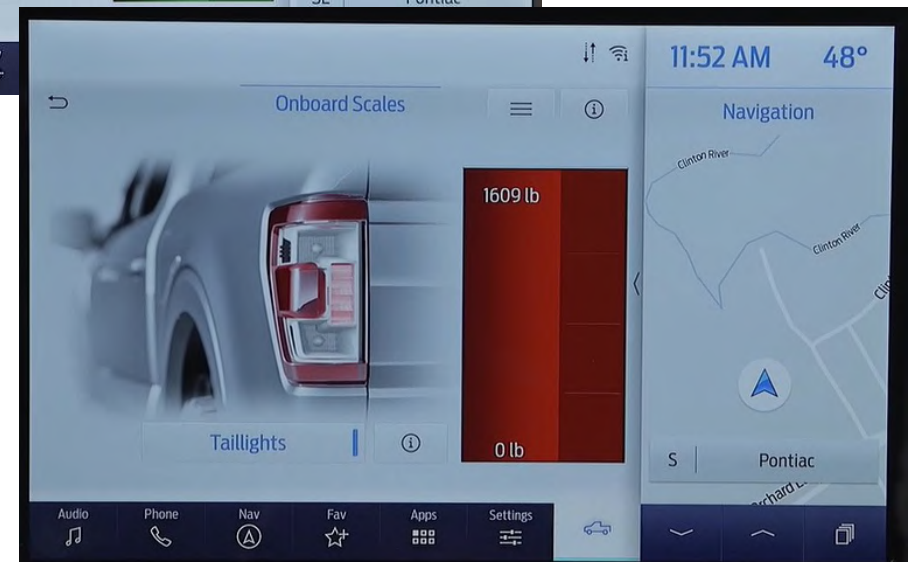 Pontiac
11:52 AM 48°
Onboard Scales
Navigation
Clinton River
1609 lb
Clinton River
Taillights
0 lb
S Pontiac
Audio Phone Nav Fav Apps Settings